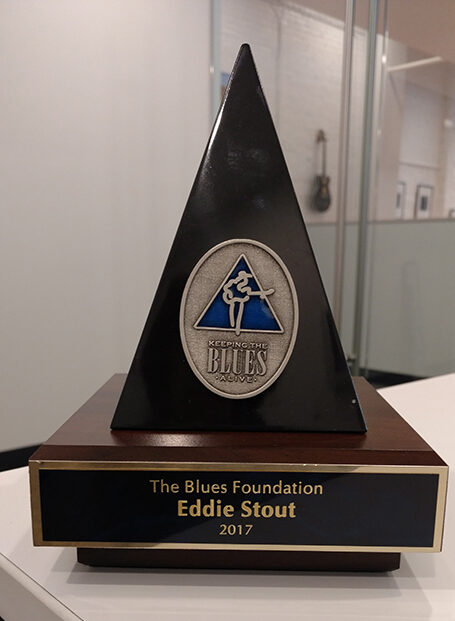 KEEPING THE
BLUES
·ALIVE·
The Blues Foundation
Eddie Stout
2017